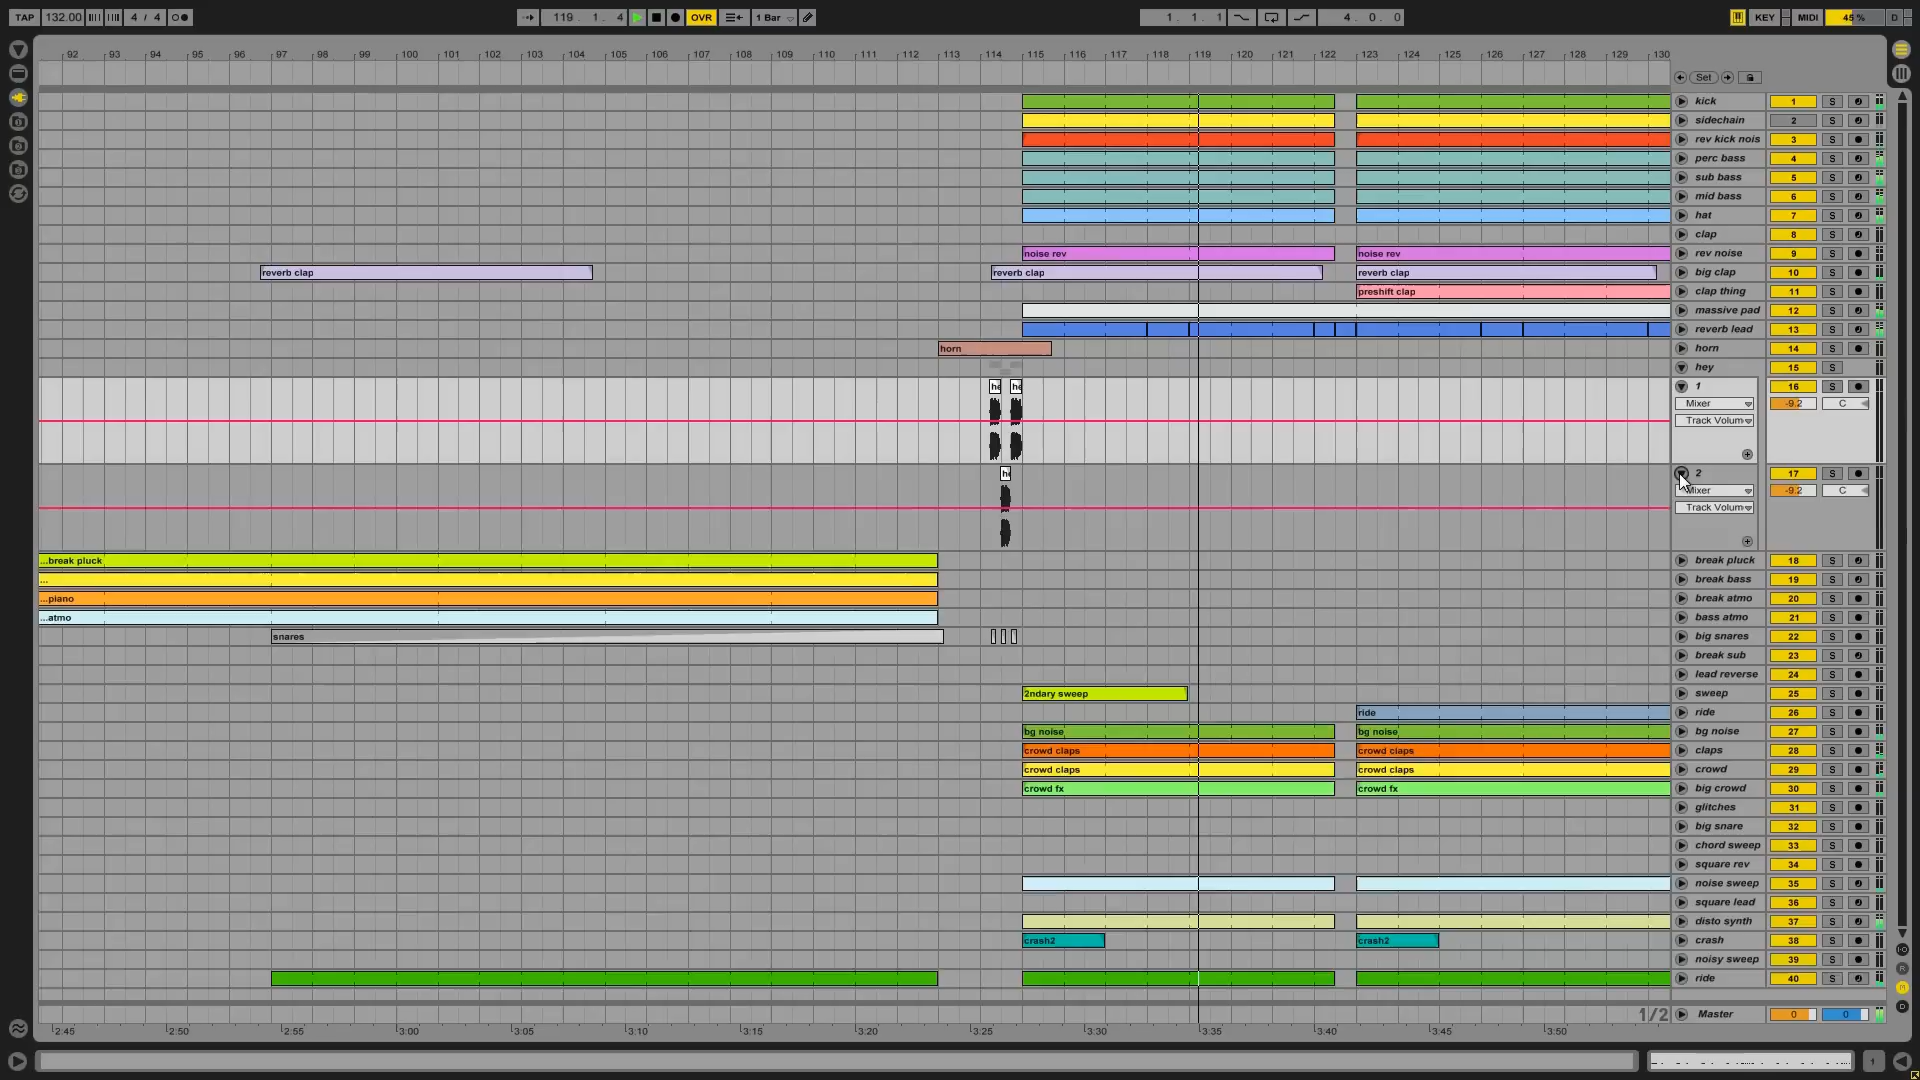 TAP 132.00 4 / 4 119 . 1 . 4 OVR 1 Bar 1 . 1 . 1 4 . 0 . 0 KEY MIDI 45 % D
92 93 94 95 96 97 98 99 100 101 102 103 104 105 106 107 108 109 110 111 112 113 114 115 116 117 118 119 120 121 122 123 124 125 126 127 128 129 130
Set
kick 1 S
sidechain 2 S
rev kick nois 3 S
perc bass 4 S
sub bass 5 S
mid bass 6 S
hat 7 S
clap 8 S
noise rev noise rev rev noise 9 S
reverb clap reverb clap reverb clap big clap 10 S
preshift clap clap thing 11 S
massive pad 12 S
reverb lead 13 S
horn horn 14 S
hey 15 S
he he 1 16 S
Mixer -9.2 C
Track Volum
he 2 17 S
Mixer -9.2 C
Track Volum
...break pluck break pluck 18 S
... break bass 19 S
...piano break atmo 20 S
...atmo bass atmo 21 S
snares big snares 22 S
break sub 23 S
lead reverse 24 S
2ndary sweep sweep 25 S
ride ride 26 S
bg noise bg noise bg noise 27 S
crowd claps crowd claps claps 28 S
crowd claps crowd claps crowd 29 S
crowd fx crowd fx big crowd 30 S
glitches 31 S
big snare 32 S
chord sweep 33 S
square rev 34 S
noise sweep 35 S
square lead 36 S
disto synth 37 S
crash2 crash2 crash 38 S
noisy sweep 39 S
ride 40 S
1/2 Master 0 0
2:45 2:50 2:55 3:00 3:05 3:10 3:15 3:20 3:25 3:30 3:35 3:40 3:45 3:50
1